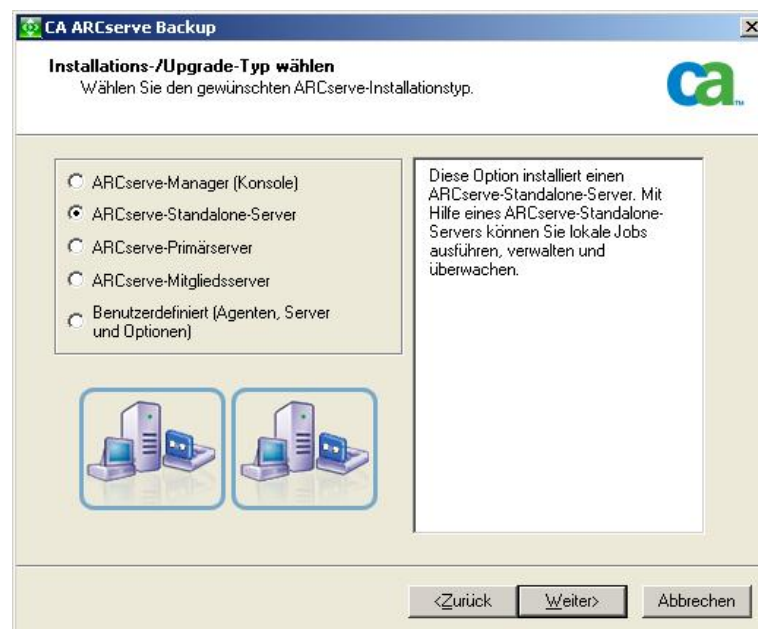 CA ARCserve Backup
Installations-/Upgrade-Typ wählen
Wählen Sie den gewünschten ARCserve-Installationstyp.
ca
TM
ARCserve-Manager (Konsole)
ARCserve-Standalone-Server
ARCserve-Primärserver
ARCserve-Mitgliedsserver
Benutzerdefiniert (Agenten, Server
und Optionen)
Diese Option installiert einen
ARCserve-Standalone-Server. Mit
Hilfe eines ARCserve-Standalone-
Servers können Sie lokale Jobs
ausführen, verwalten und
überwachen.
<Zurück
Weiter>
Abbrechen